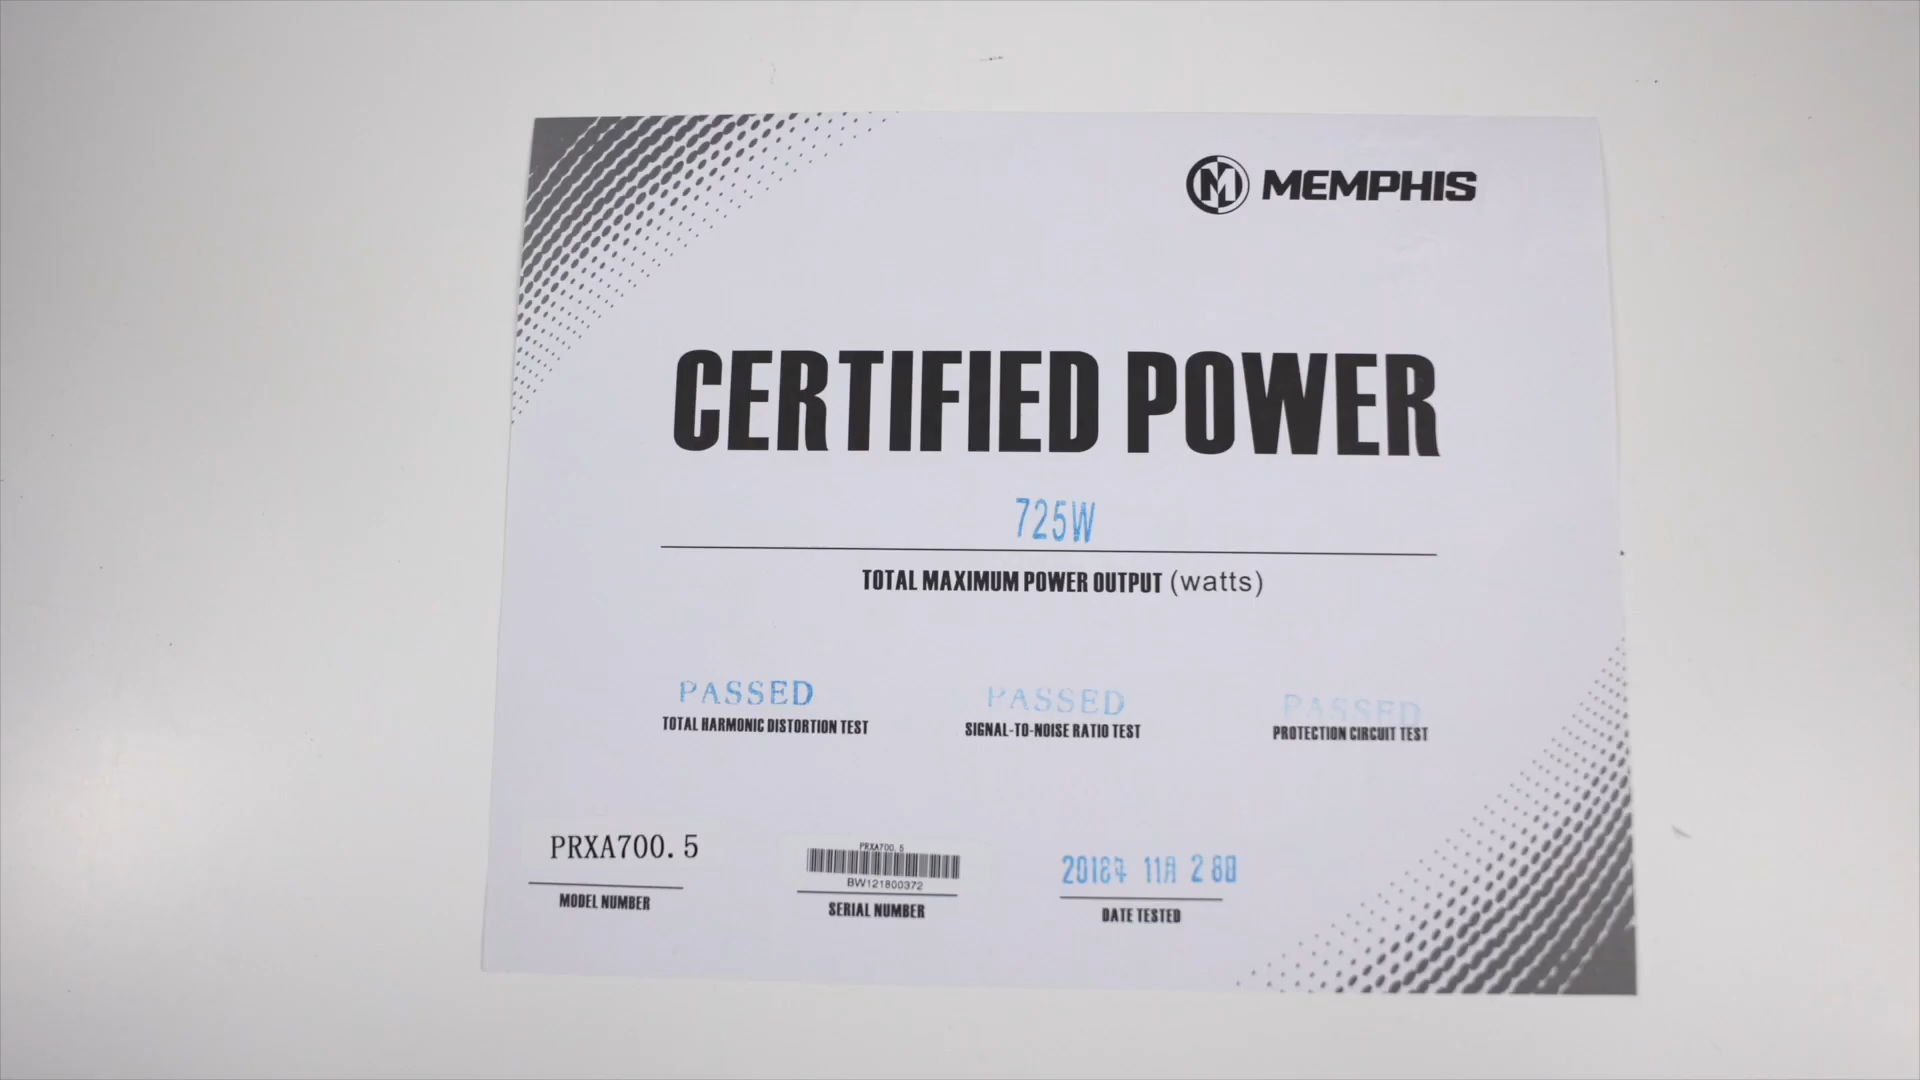 MEMPHIS
CERTIFIED POWER
725W
TOTAL MAXIMUM POWER OUTPUT (watts)
PASSED PASSED PASSED
TOTAL HARMONIC DISTORTION TEST SIGNAL-TO-NOISE RATIO TEST PROTECTION CIRCUIT TEST
PRXA700.5
MODEL NUMBER
PRXA700.5
BW121800372
SERIAL NUMBER
2018年 11月 28日
DATE TESTED